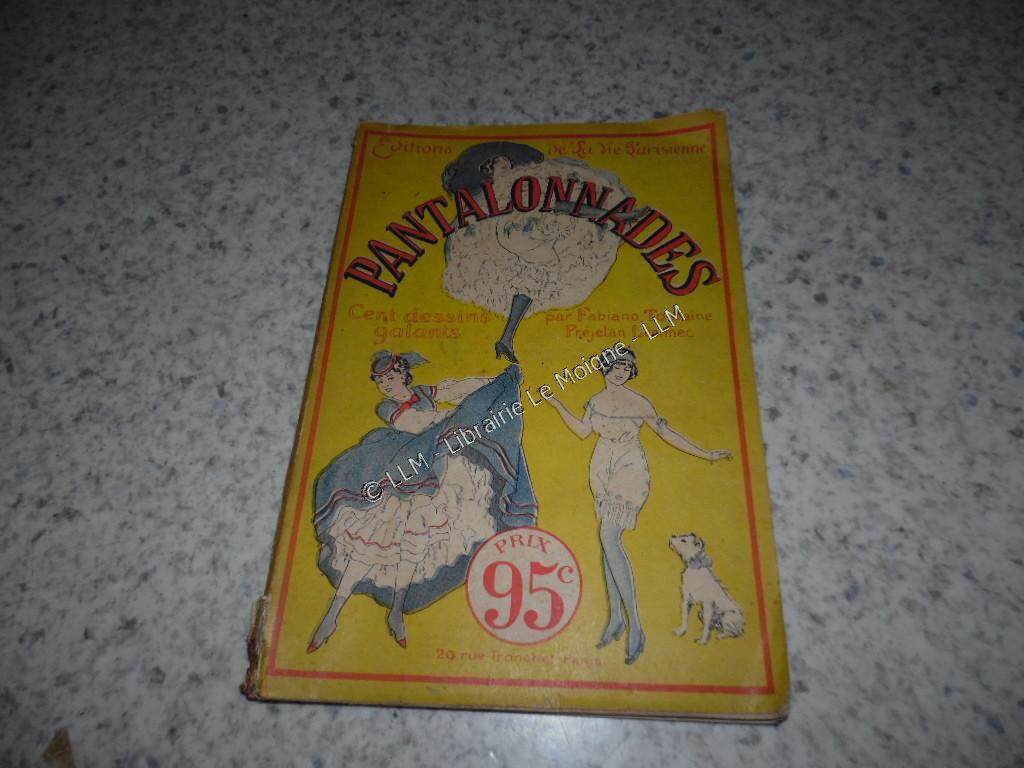 Editions de La Vie Parisienne
PANTALONNADES
Cent dessins
galants
par Fabiano
Préjelan
PRIX
95c
29 rue Tronchet Paris
© LLM - Librairie Le Moigne - LLM